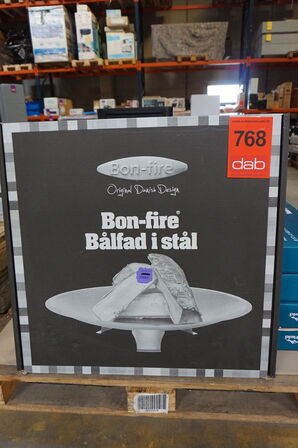 768
dab
Bon-fire
Original Danish Design
Bon-fire®
Bålfad i stål